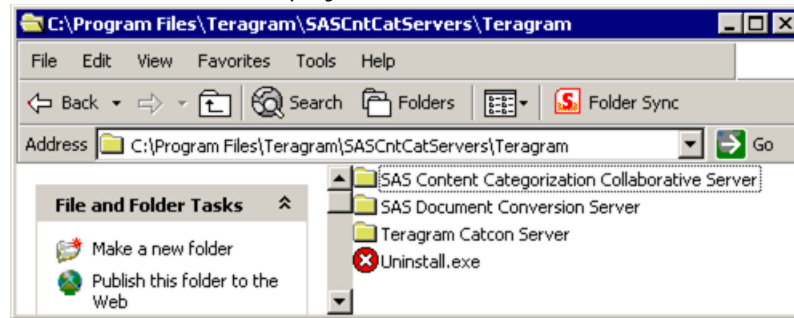 C:\Program Files\Teragram\SASCntCatServers\Teragram
File Edit View Favorites Tools Help
Back Search Folders Folder Sync
Address C:\Program Files\Teragram\SASCntCatServers\Teragram Go
File and Folder Tasks
Make a new folder
Publish this folder to the
Web
SAS Content Categorization Collaborative Server
SAS Document Conversion Server
Teragram Catcon Server
Uninstall.exe